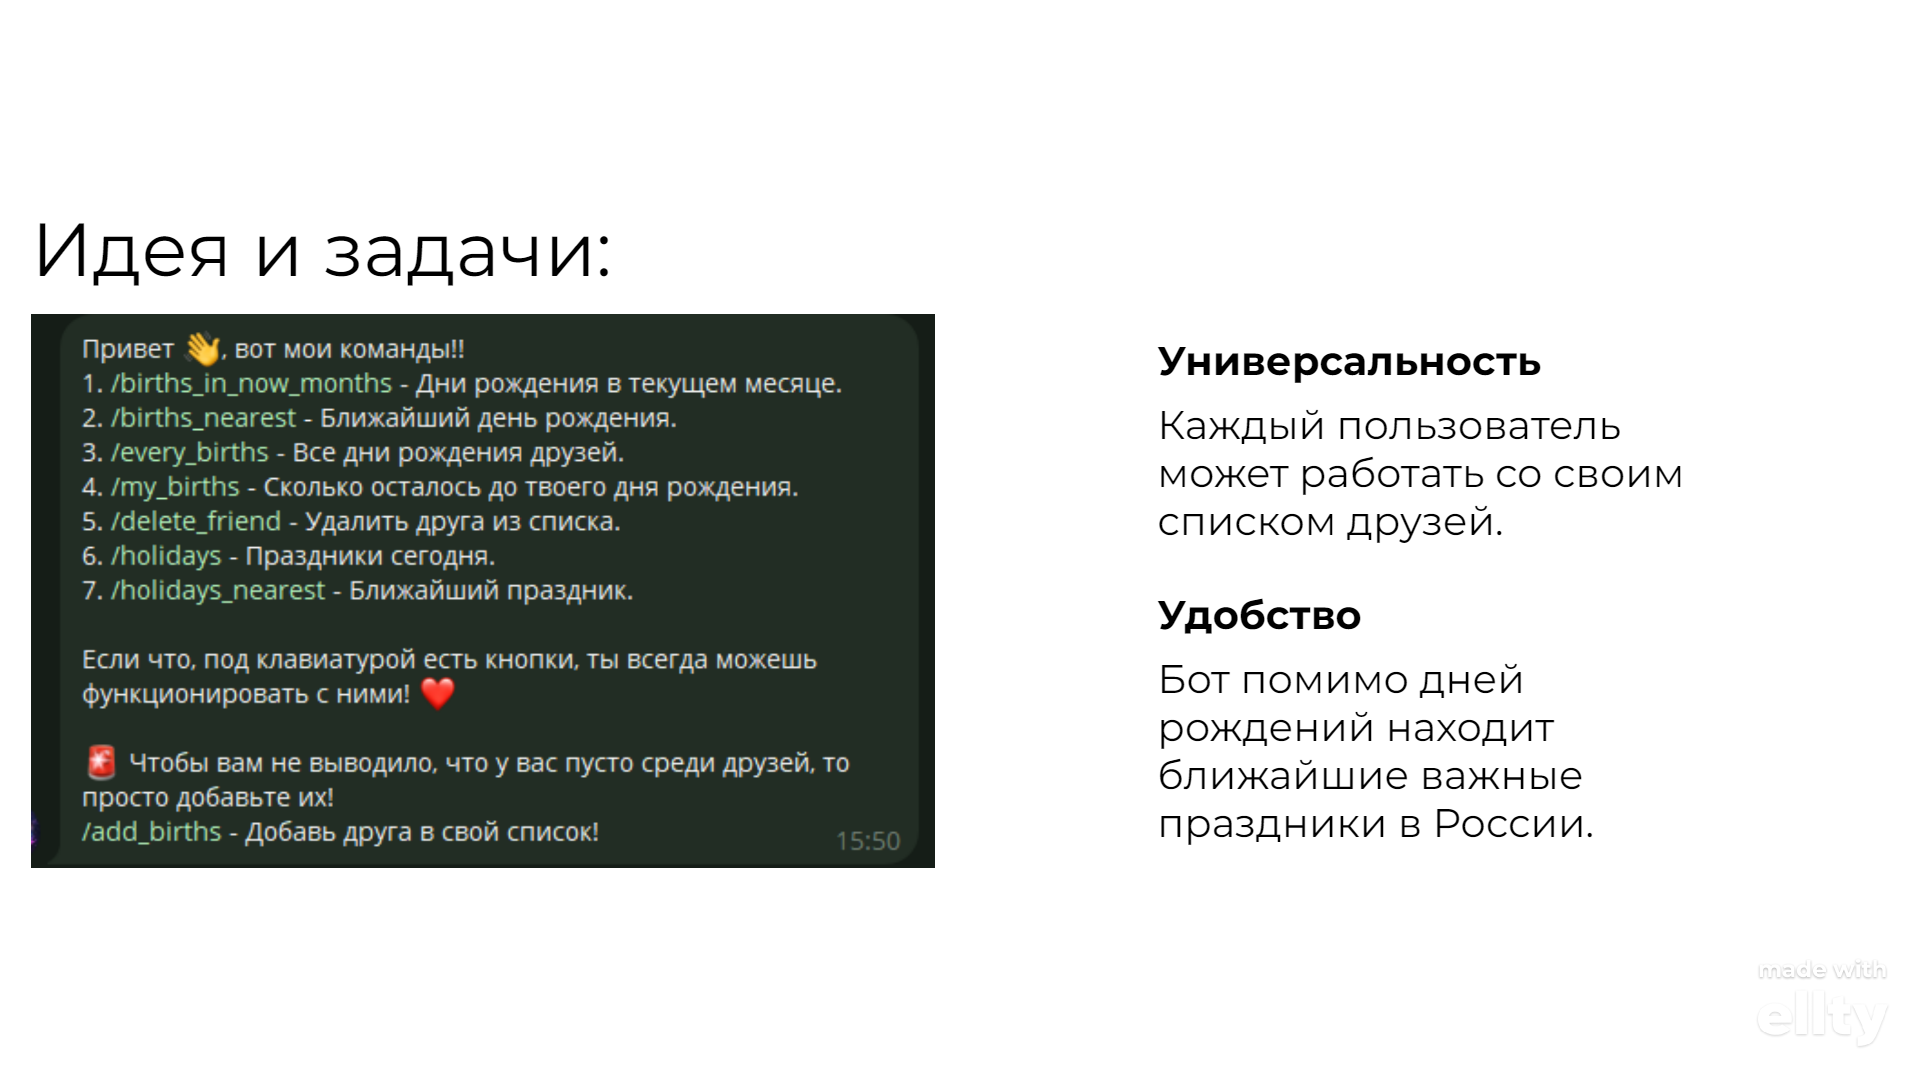 Идея и задачи:
Привет 👋, вот мои команды!!
1. /births_in_now_months - Дни рождения в текущем месяце.
2. /births_nearest - Ближайший день рождения.
3. /every_births - Все дни рождения друзей.
4. /my_births - Сколько осталось до твоего дня рождения.
5. /delete_friend - Удалить друга из списка.
6. /holidays - Праздники сегодня.
7. /holidays_nearest - Ближайший праздник.
Если что, под клавиатурой есть кнопки, ты всегда можешь
функционировать с ними! ❤️
🚨 Чтобы вам не выводило, что у вас пусто среди друзей, то
просто добавьте их!
/add_births - Добавь друга в свой список!
15:50
Универсальность
Каждый пользователь
может работать со своим
списком друзей.
Удобство
Бот помимо дней
рождений находит
ближайшие важные
праздники в России.
made with
ellty